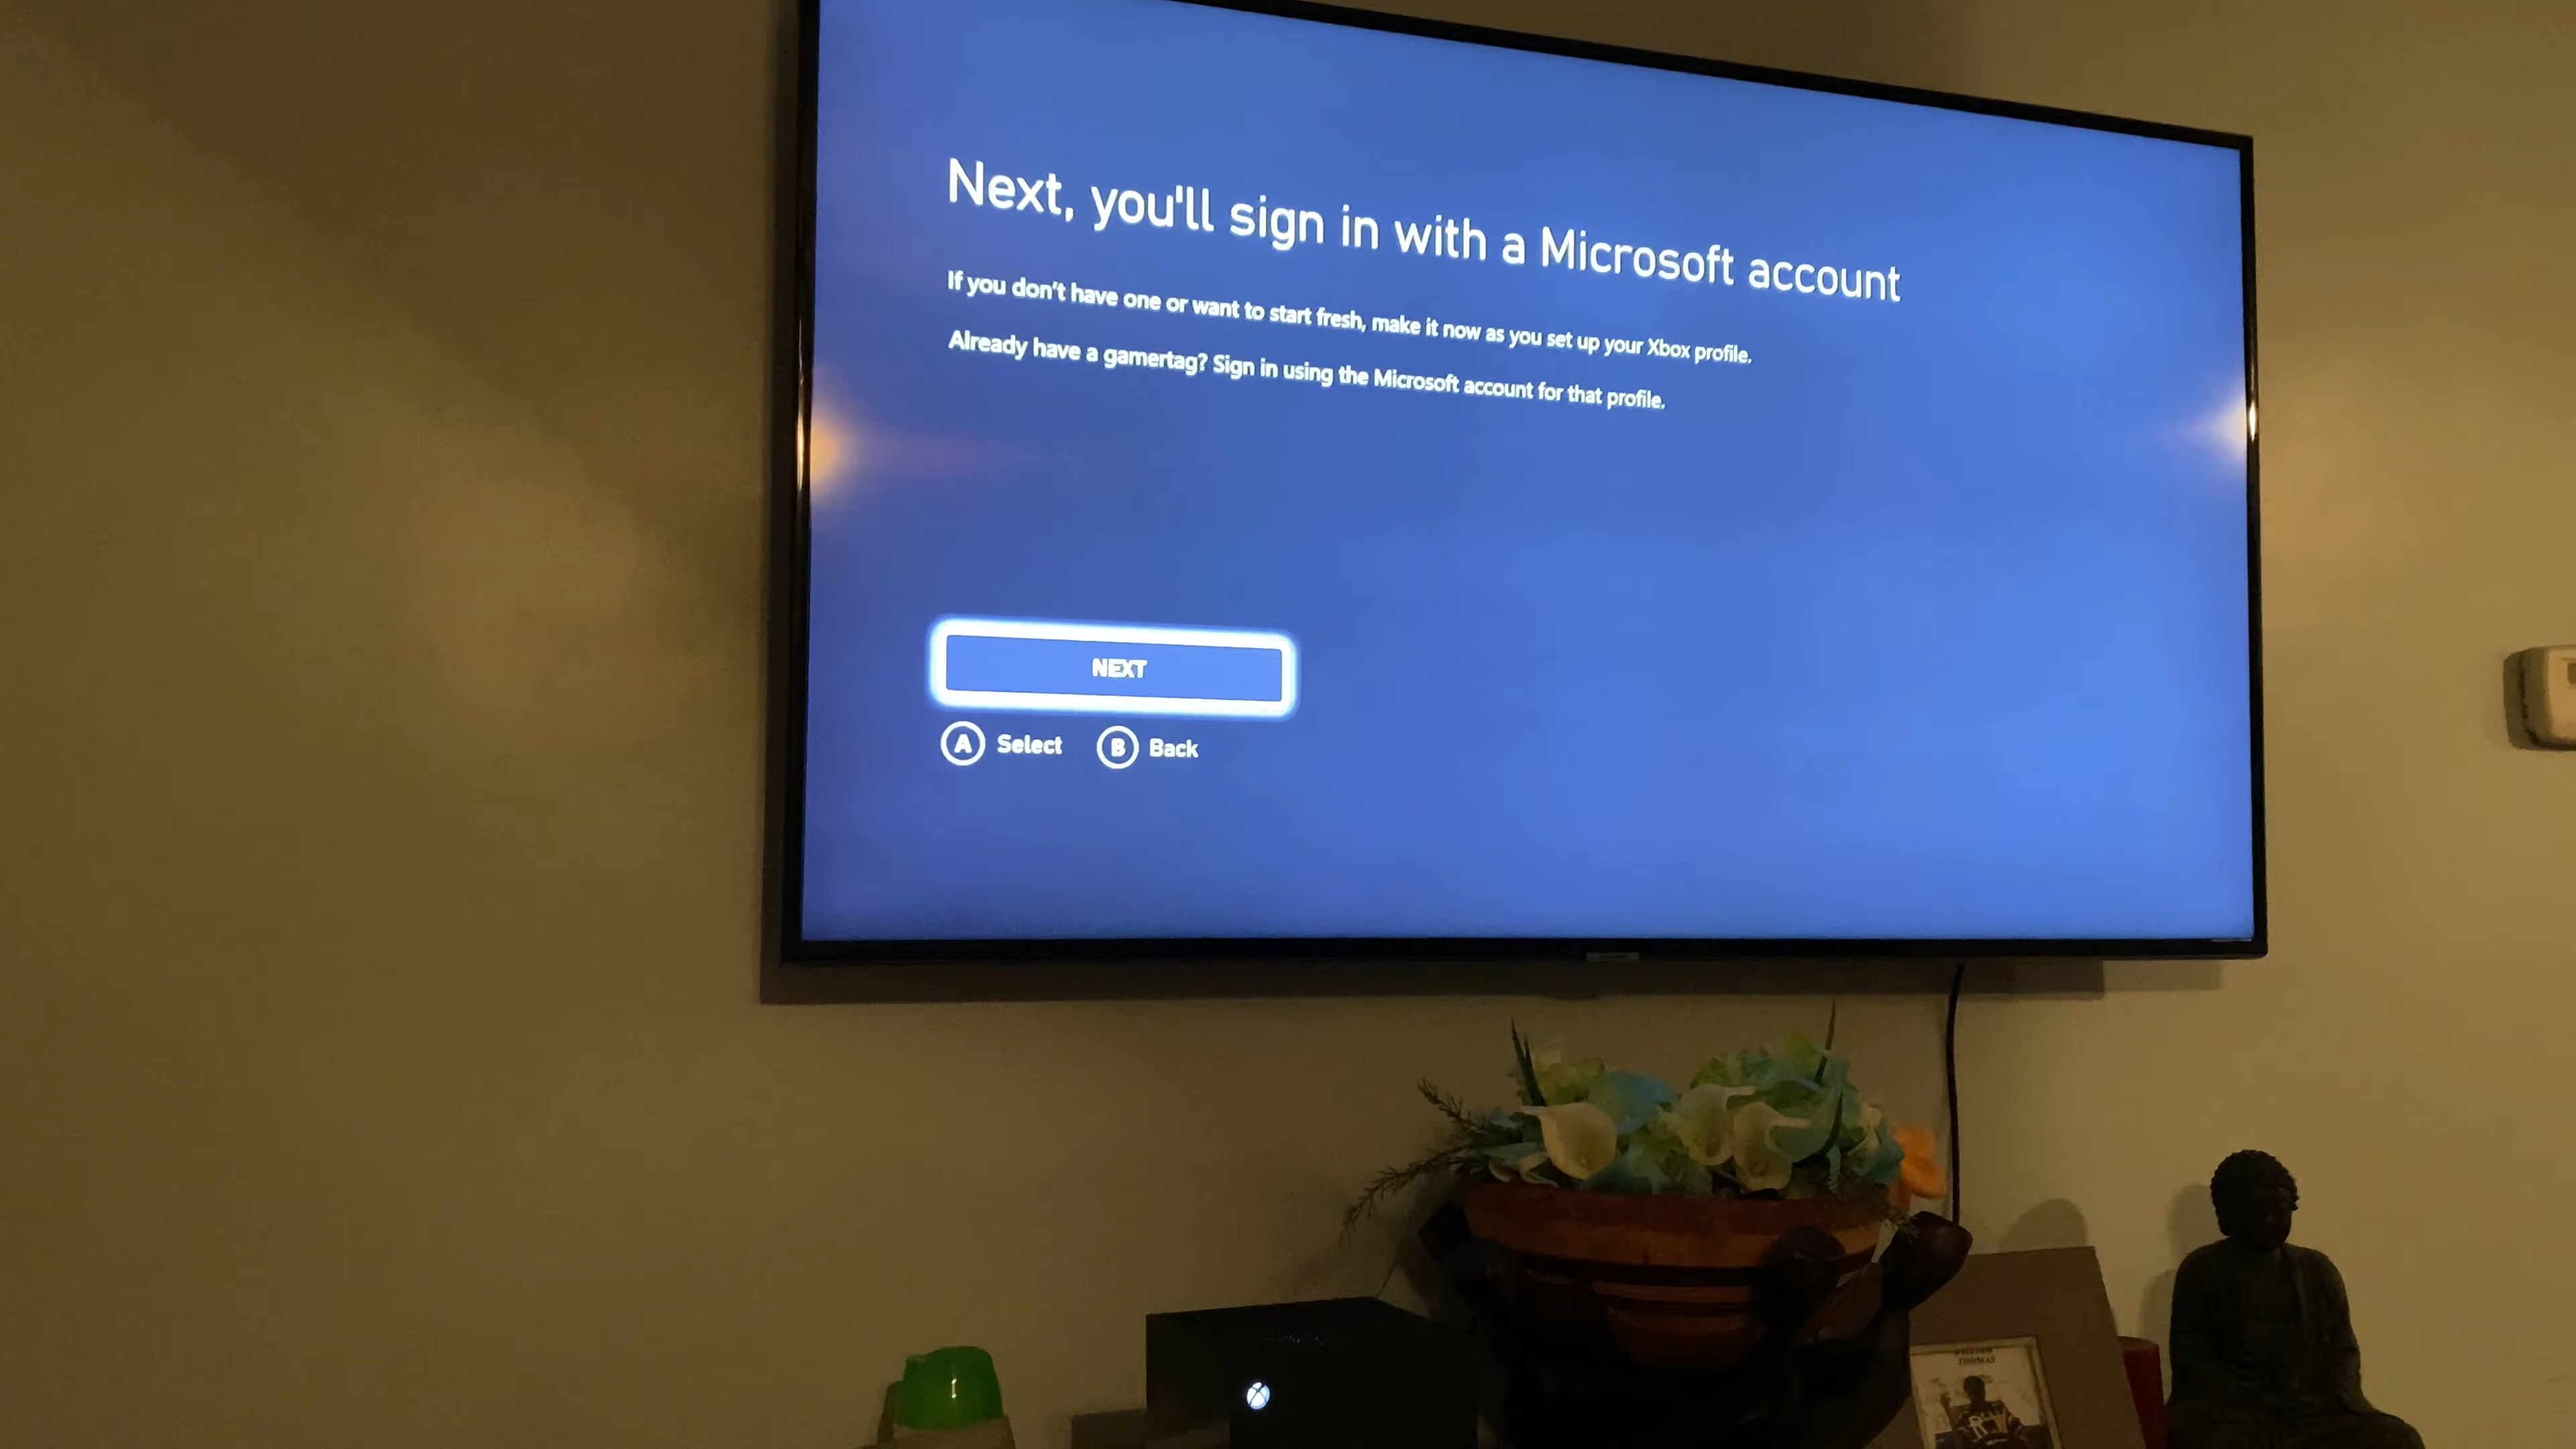 Next, you'll sign in with a Microsoft account
If you don't have one or want to start fresh, make it now as you set up your Xbox profile.
Already have a gamertag? Sign in using the Microsoft account for that profile.
NEXT
A Select B Back
THOMAS